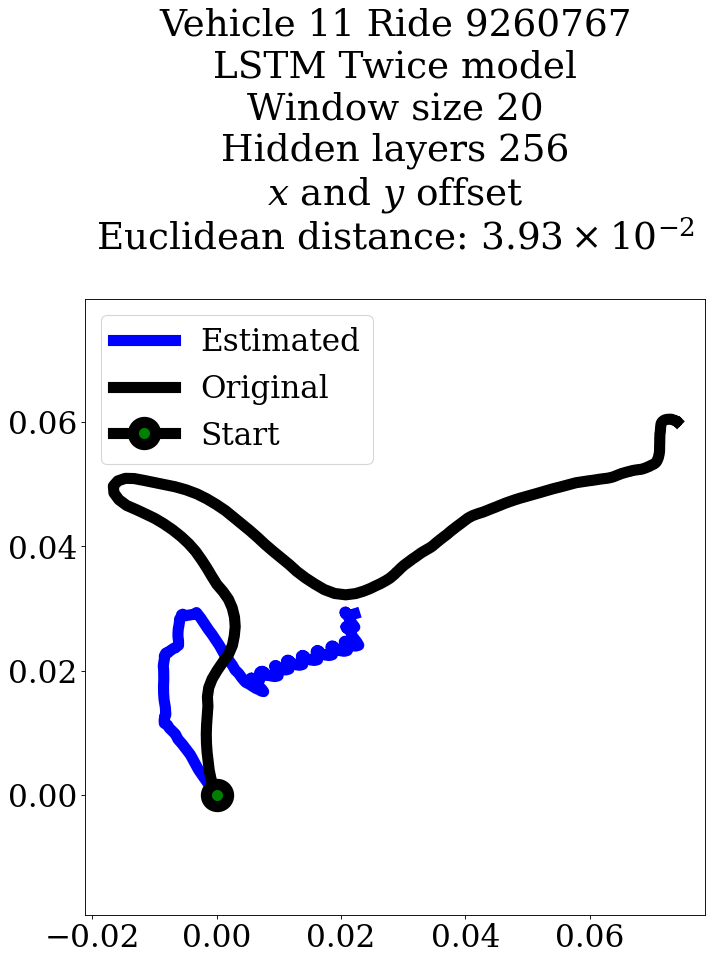 Vehicle 11 Ride 9260767
LSTM Twice model
Window size 20
Hidden layers 256
x and y offset
Euclidean distance: 3.93 × 10⁻²
Estimated
Original
Start
0.06
0.04
0.02
0.00
−0.02 0.00 0.02 0.04 0.06